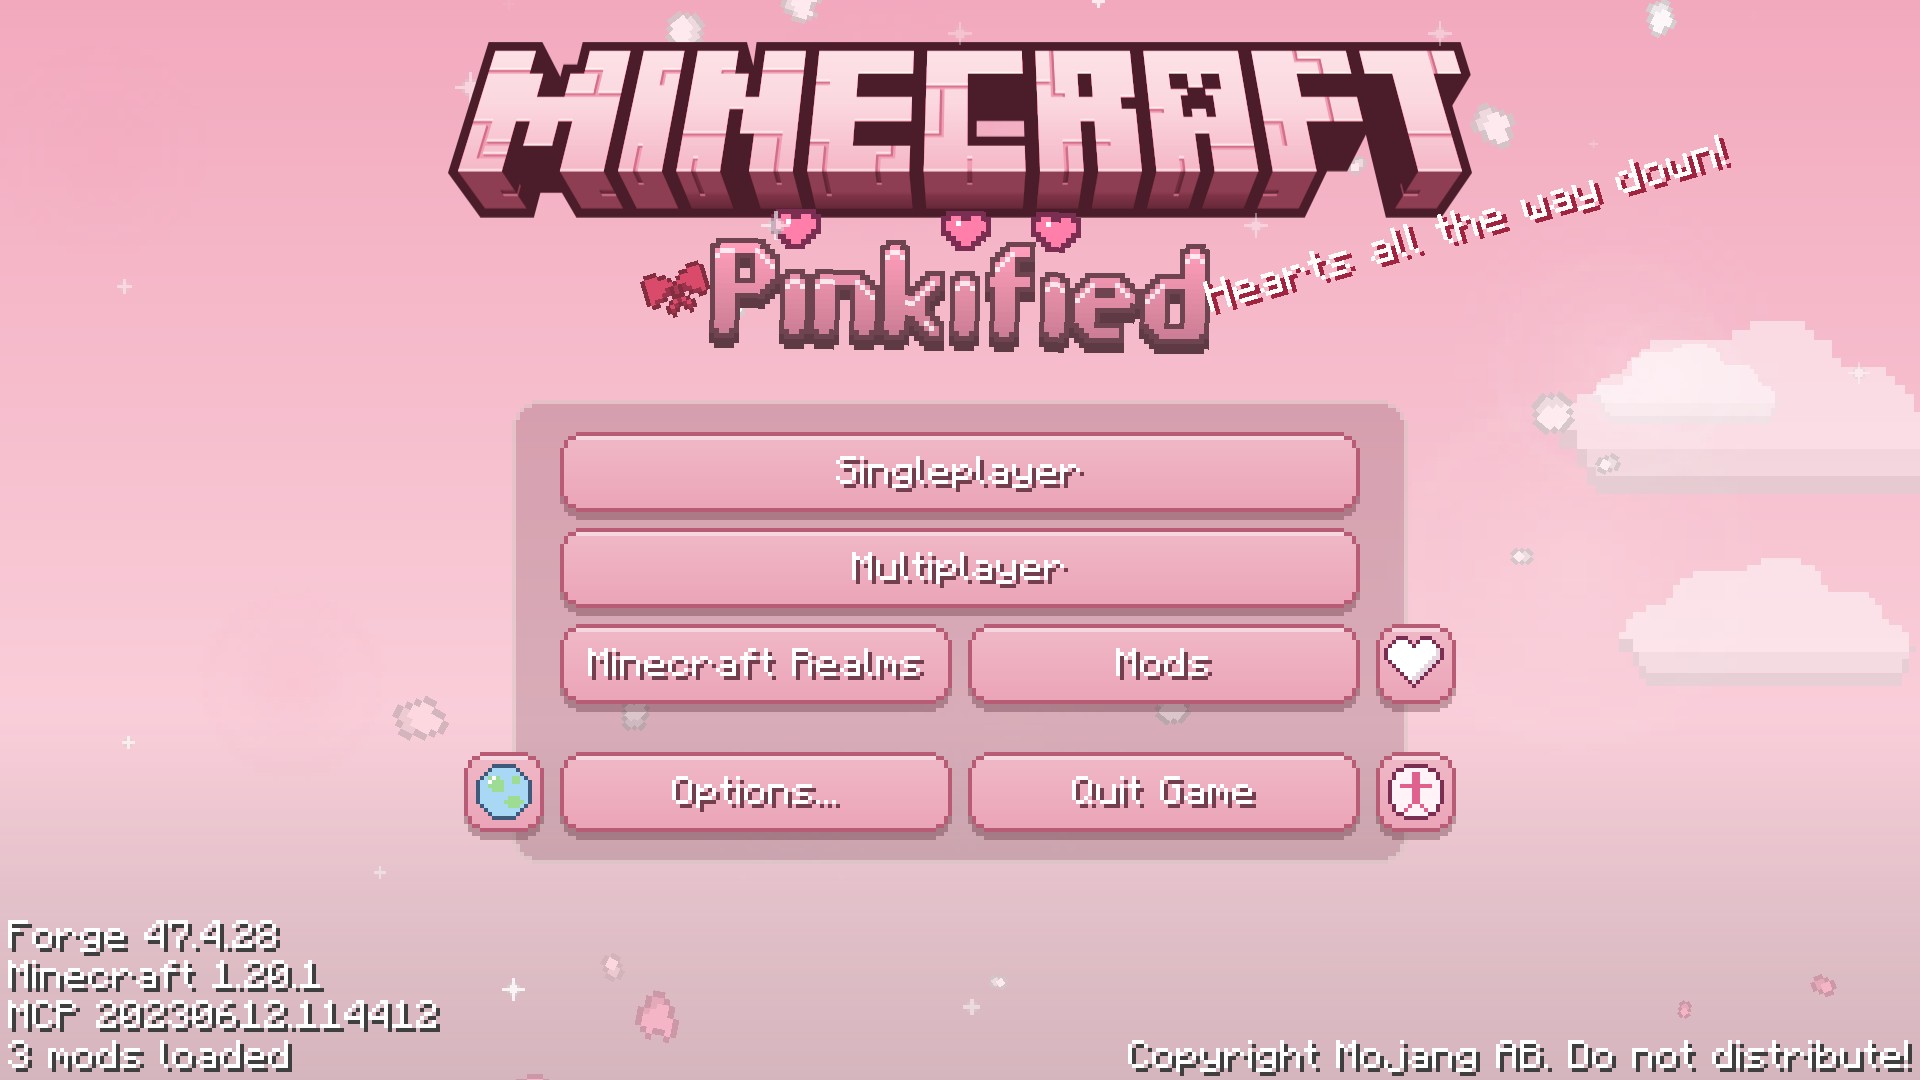 MINECRAFT
Pinkified
Hearts all the way down!
Singleplayer
Multiplayer
Minecraft Realms
Mods
Options...
Quit Game
Forge 47.4.28
Minecraft 1.20.1
MCP 20230612.114412
3 mods loaded
Copyright Mojang AB. Do not distribute!